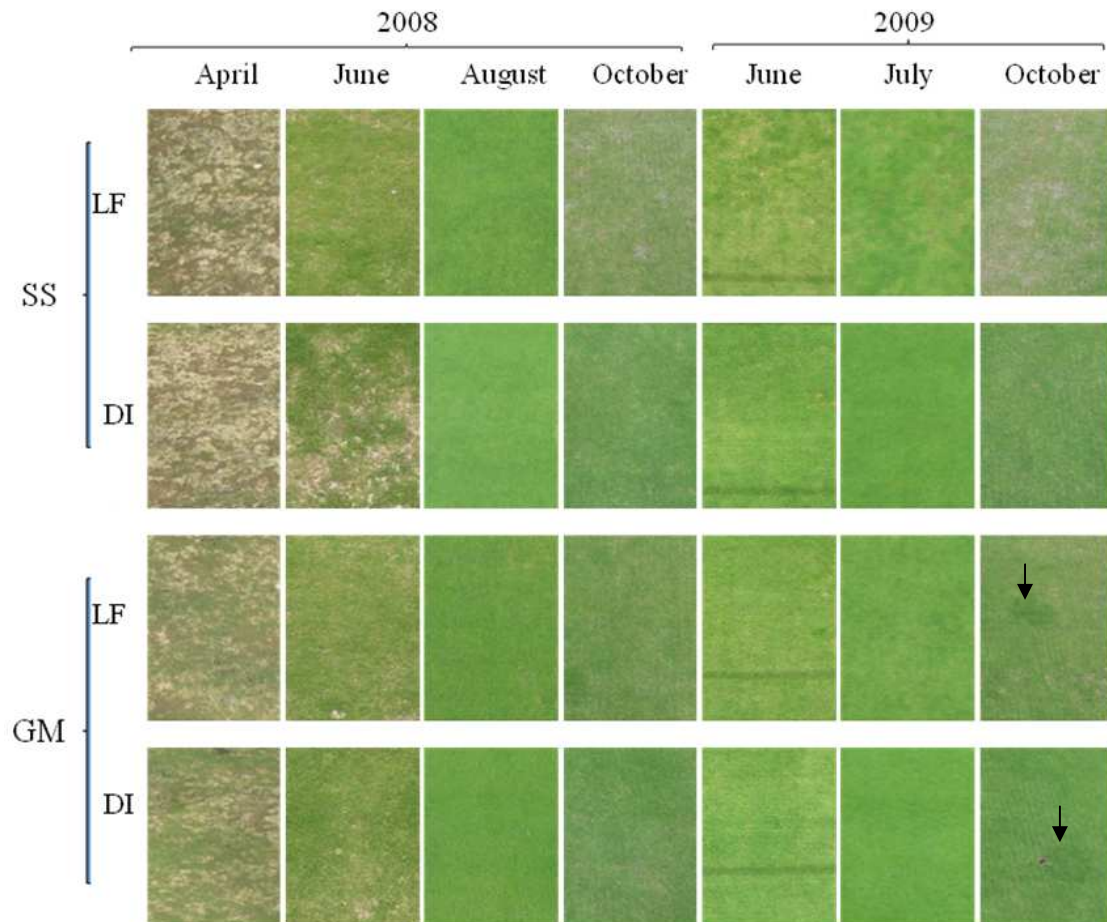 2008 2009
April June August October June July October
LF
SS
DI
LF
GM
DI